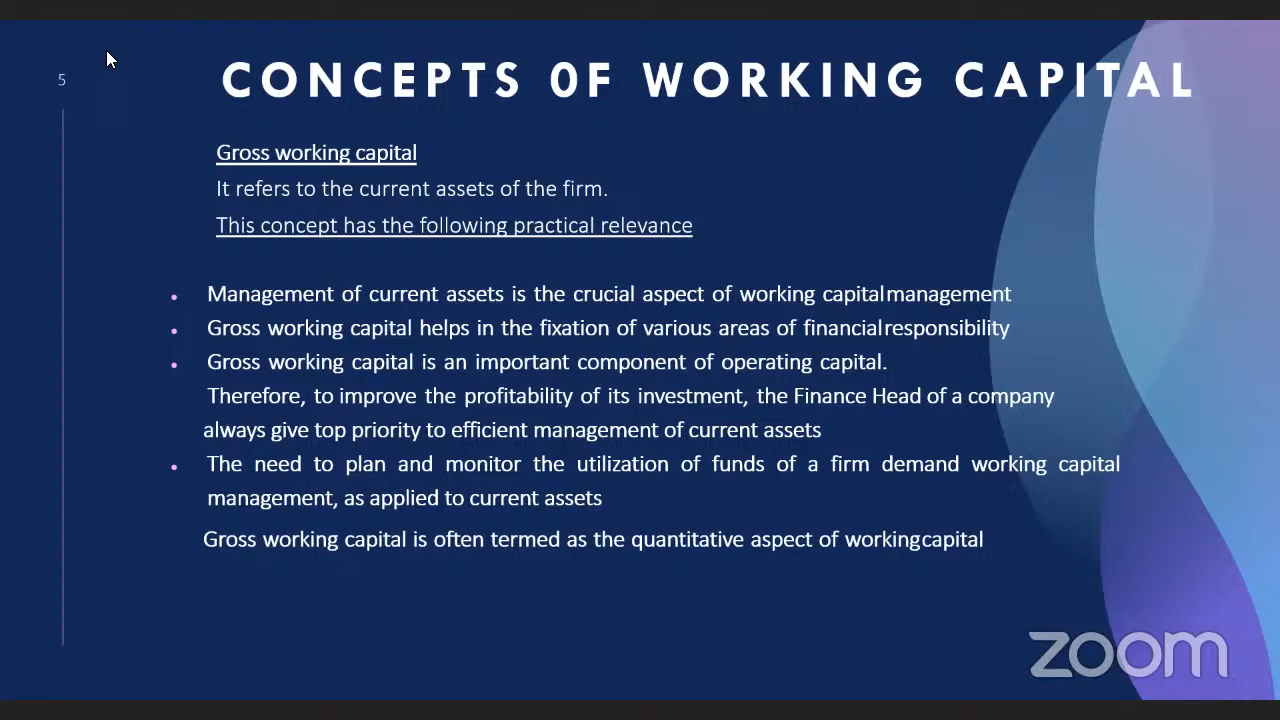 5
CONCEPTS 0F WORKING CAPITAL
Gross working capital
It refers to the current assets of the firm.
This concept has the following practical relevance
• Management of current assets is the crucial aspect of working capitalmanagement
• Gross working capital helps in the fixation of various areas of financialresponsibility
• Gross working capital is an important component of operating capital.
Therefore, to improve the profitability of its investment, the Finance Head of a company
always give top priority to efficient management of current assets
• The need to plan and monitor the utilization of funds of a firm demand working capital
management, as applied to current assets
Gross working capital is often termed as the quantitative aspect of workingcapital
zoom